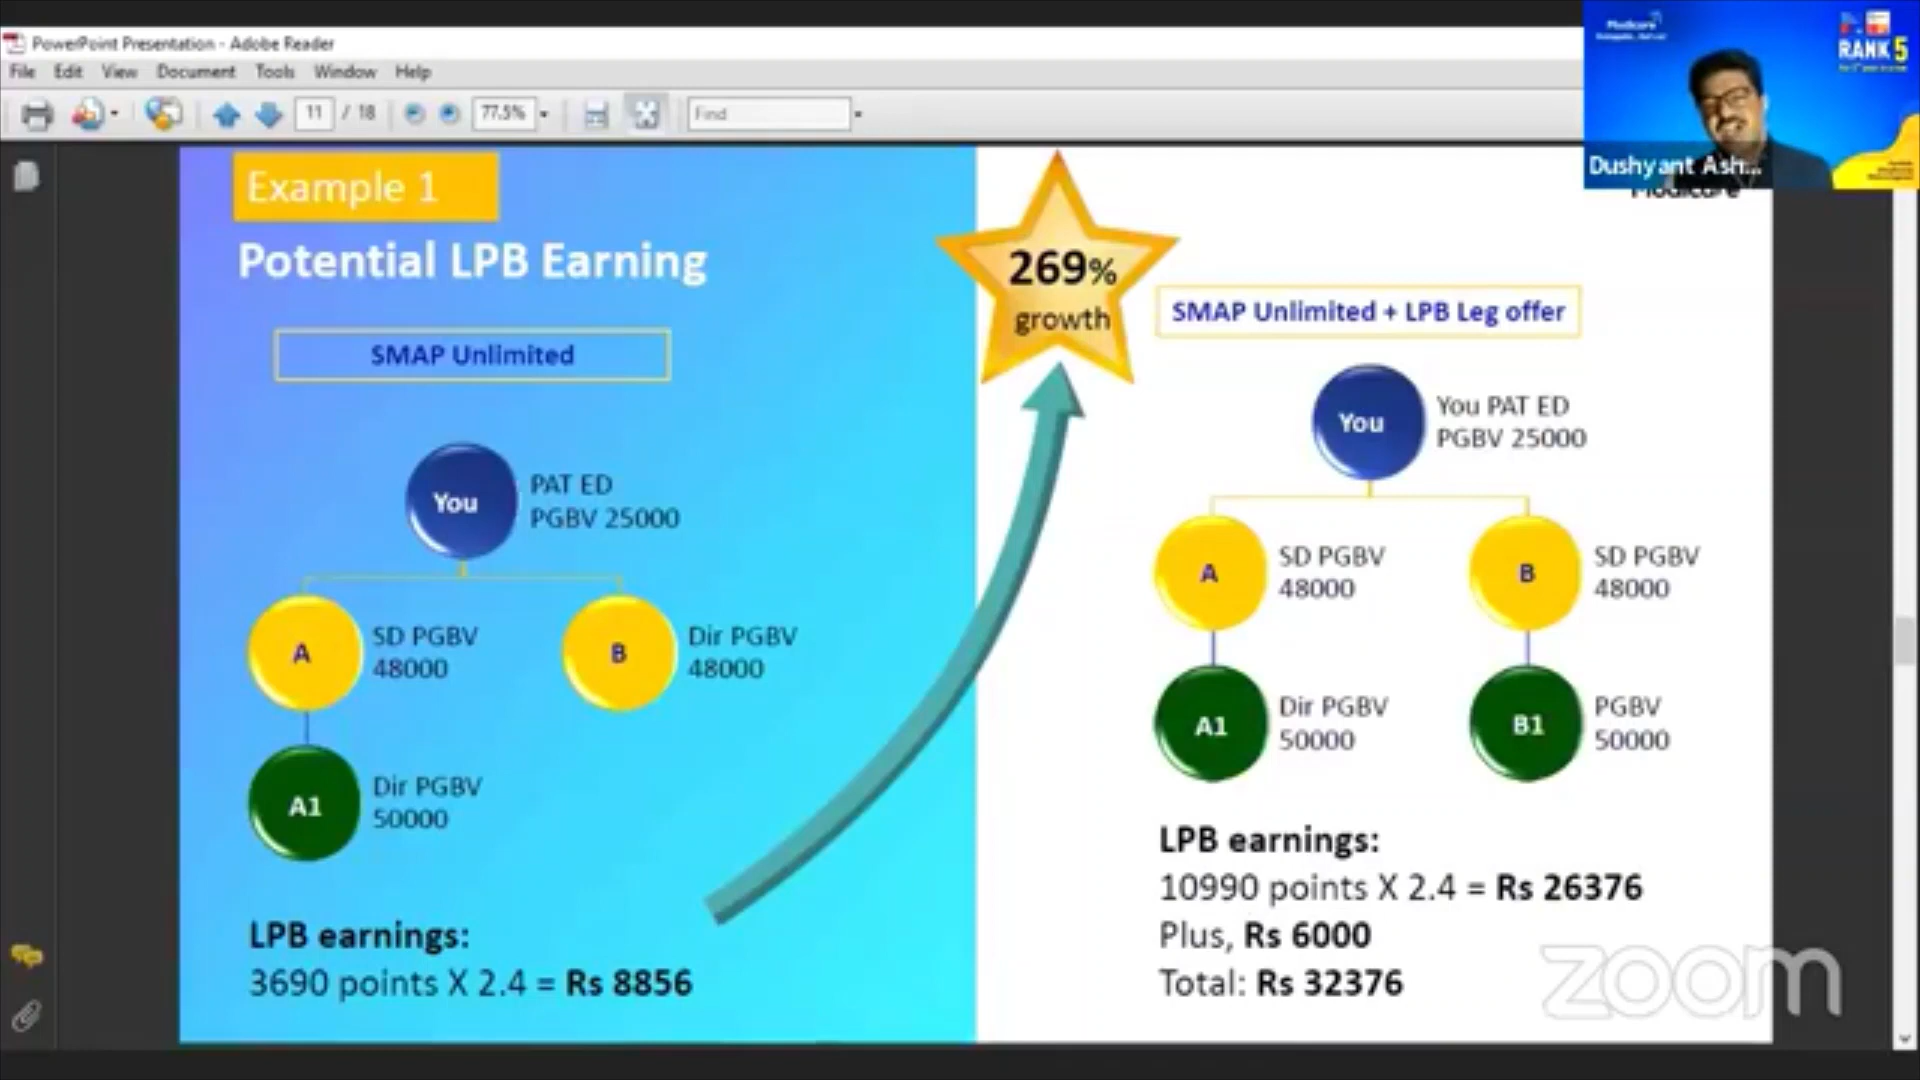 PowerPoint Presentation - Adobe Reader
File Edit View Document Tools Window Help
11 / 18 77.5% Find
Modicare
RANK 5
Dushyant Ash...
Modicare
Example 1
Potential LPB Earning
269%
growth
SMAP Unlimited
You
PAT ED
PGBV 25000
A
SD PGBV
48000
B
Dir PGBV
48000
A1
Dir PGBV
50000
LPB earnings:
3690 points X 2.4 = Rs 8856
SMAP Unlimited + LPB Leg offer
You
You PAT ED
PGBV 25000
A
SD PGBV
48000
B
SD PGBV
48000
A1
Dir PGBV
50000
B1
PGBV
50000
LPB earnings:
10990 points X 2.4 = Rs 26376
Plus, Rs 6000
Total: Rs 32376
zoom